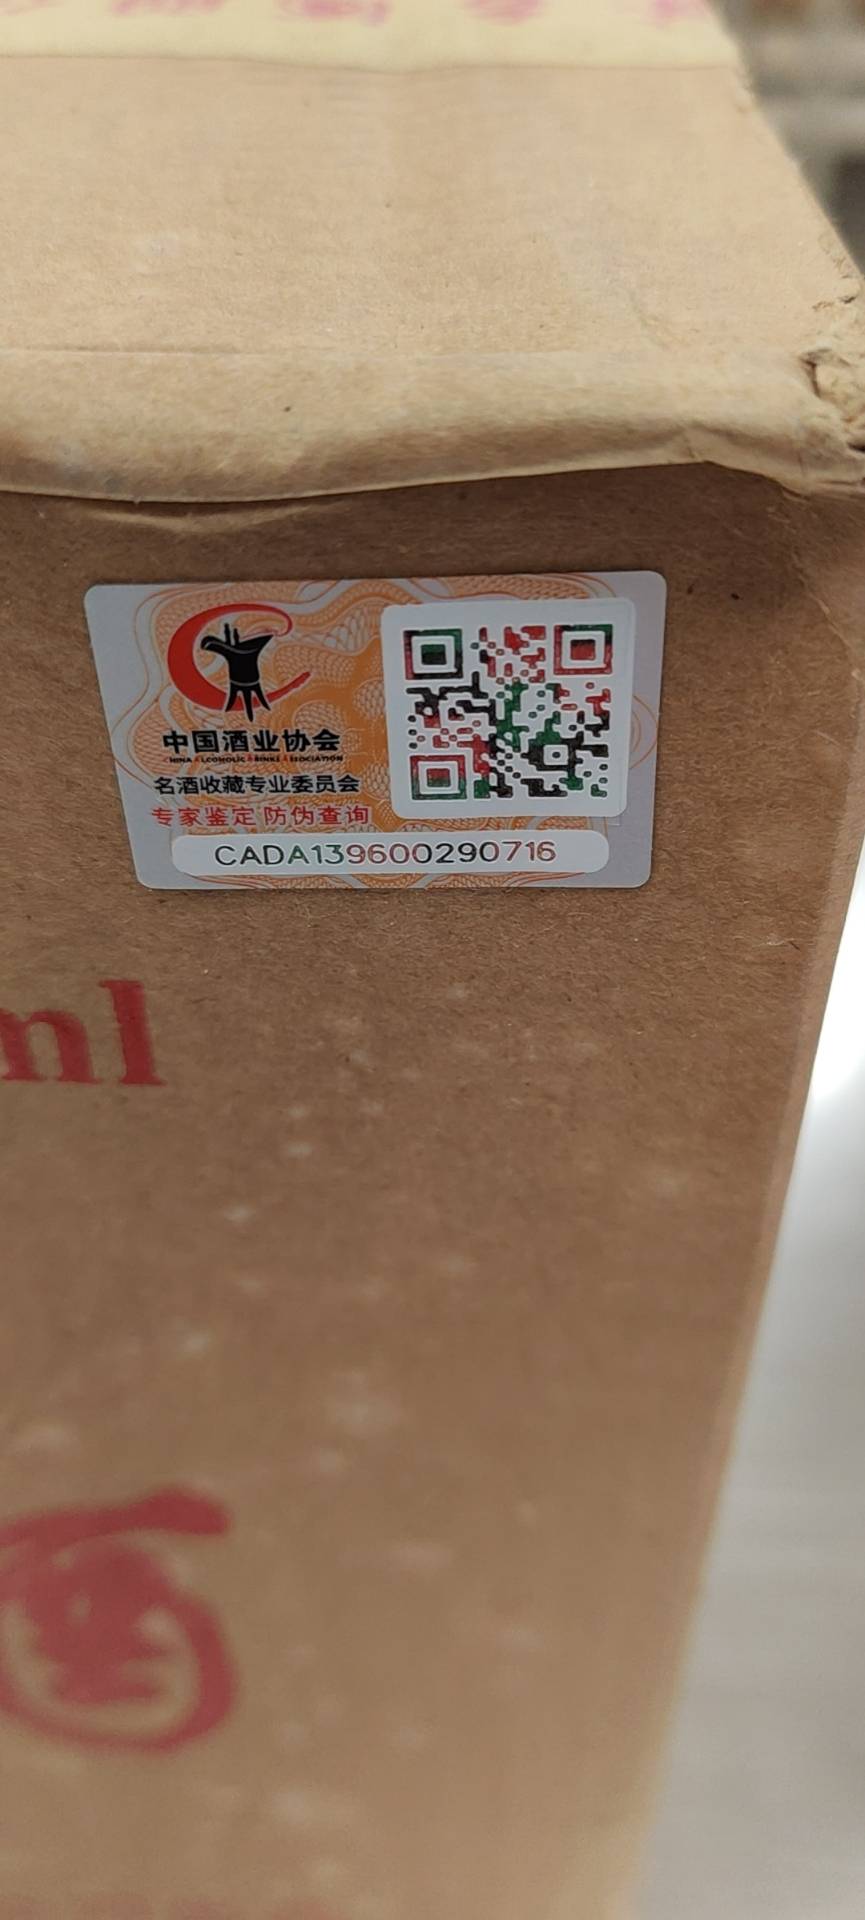 中国酒业协会
CHINA ALCOHOLIC DRINKS ASSOCIATION
名酒收藏专业委员会
专家鉴定 防伪查询
CADA139600290716
ml
酒